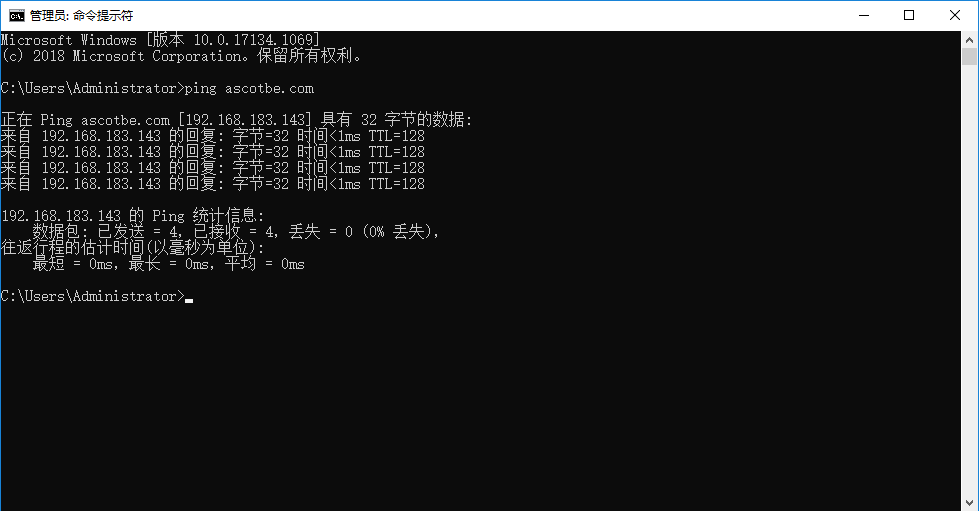 管理员: 命令提示符
Microsoft Windows [版本 10.0.17134.1069]
(c) 2018 Microsoft Corporation。保留所有权利。
C:\Users\Administrator>ping ascotbe.com
正在 Ping ascotbe.com [192.168.183.143] 具有 32 字节的数据:
来自 192.168.183.143 的回复: 字节=32 时间<1ms TTL=128
来自 192.168.183.143 的回复: 字节=32 时间<1ms TTL=128
来自 192.168.183.143 的回复: 字节=32 时间<1ms TTL=128
来自 192.168.183.143 的回复: 字节=32 时间<1ms TTL=128
192.168.183.143 的 Ping 统计信息:
数据包: 已发送 = 4，已接收 = 4，丢失 = 0 (0% 丢失)，
往返行程的估计时间(以毫秒为单位):
最短 = 0ms，最长 = 0ms，平均 = 0ms
C:\Users\Administrator>